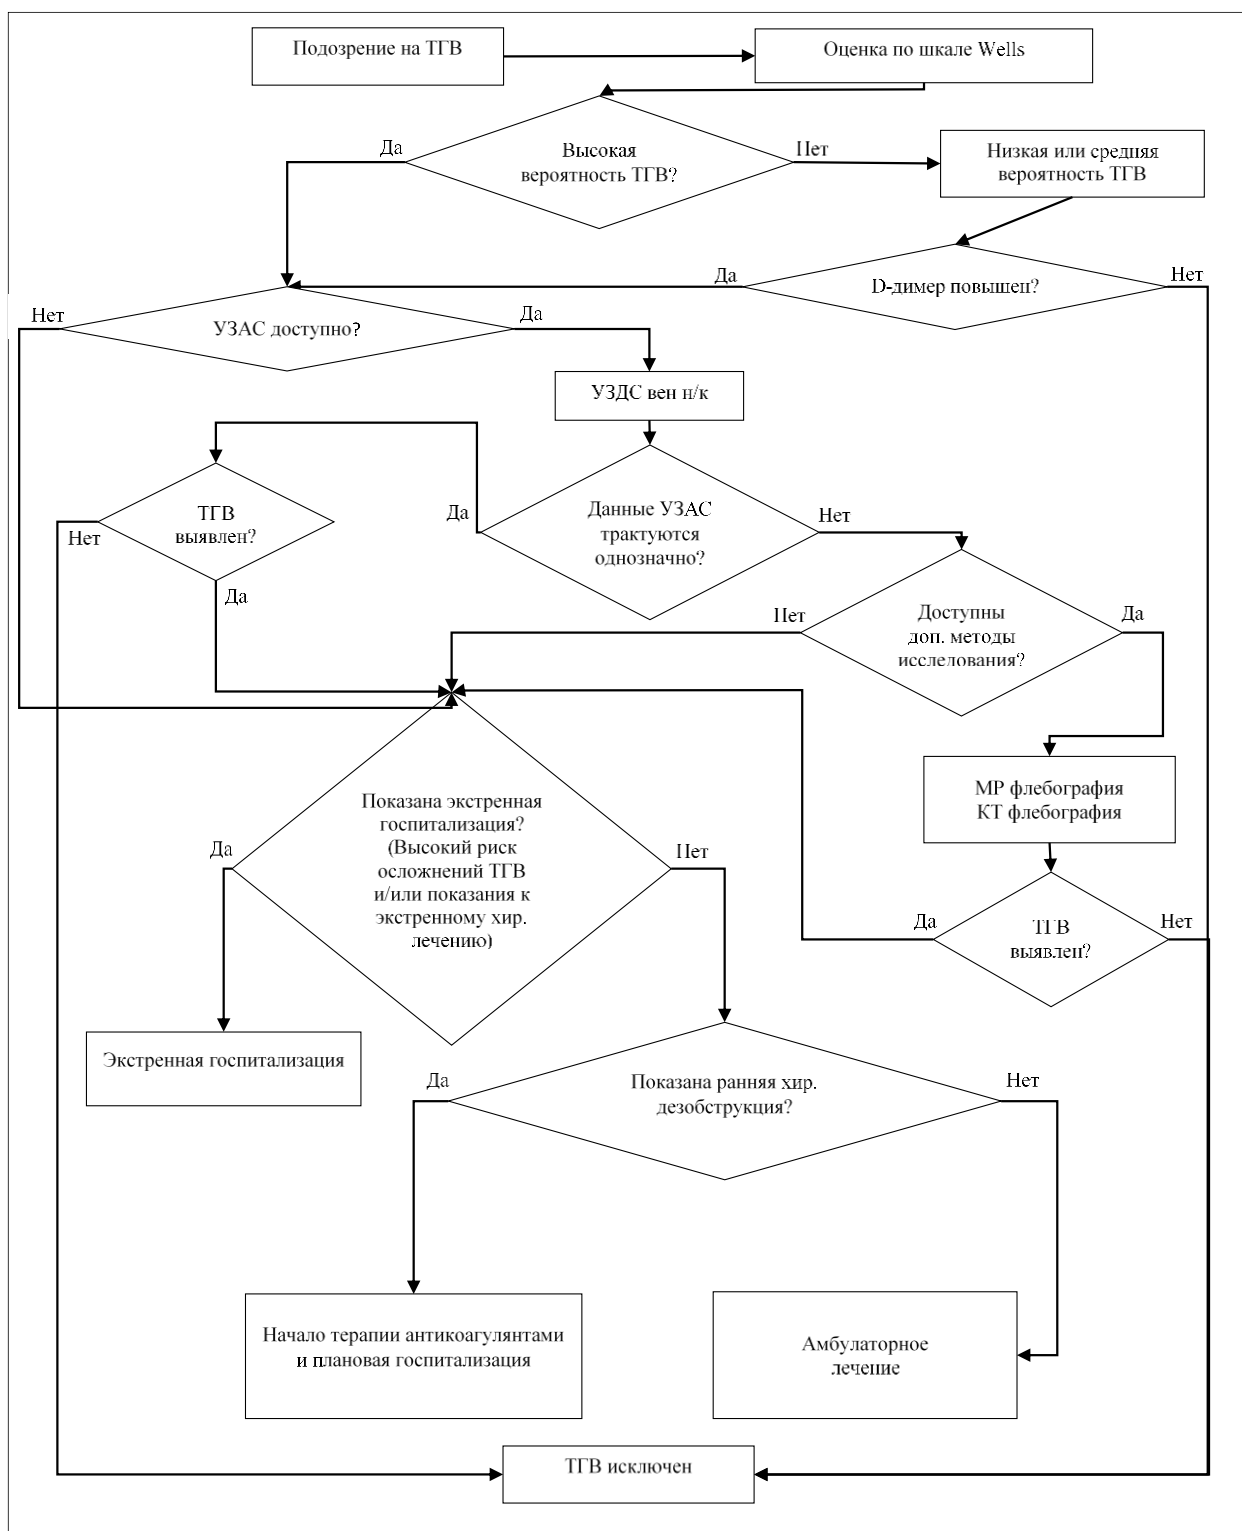 Подозрение на ТГВ
Оценка по шкале Wells
Да
Высокая
вероятность ТГВ?
Нет
Низкая или средняя
вероятность ТГВ
Да
D-димер повышен?
Нет
Нет
УЗАС доступно?
Да
УЗДС вен н/к
ТГВ
выявлен?
Нет
Да
Да
Данные УЗАС
трактуются
однозначно?
Нет
Нет
Доступны
доп. методы
исследования?
Да
МР флебография
КТ флебография
Да
Показана экстренная
госпитализация?
(Высокий риск
осложнений ТГВ
и/или показания к
экстренному хир.
лечению)
Нет
Да
ТГВ
выявлен?
Нет
Экстренная госпитализация
Да
Показана ранняя хир.
дезобструкция?
Нет
Начало терапии антикоагулянтами
и плановая госпитализация
Амбулаторное
лечение
ТГВ исключен